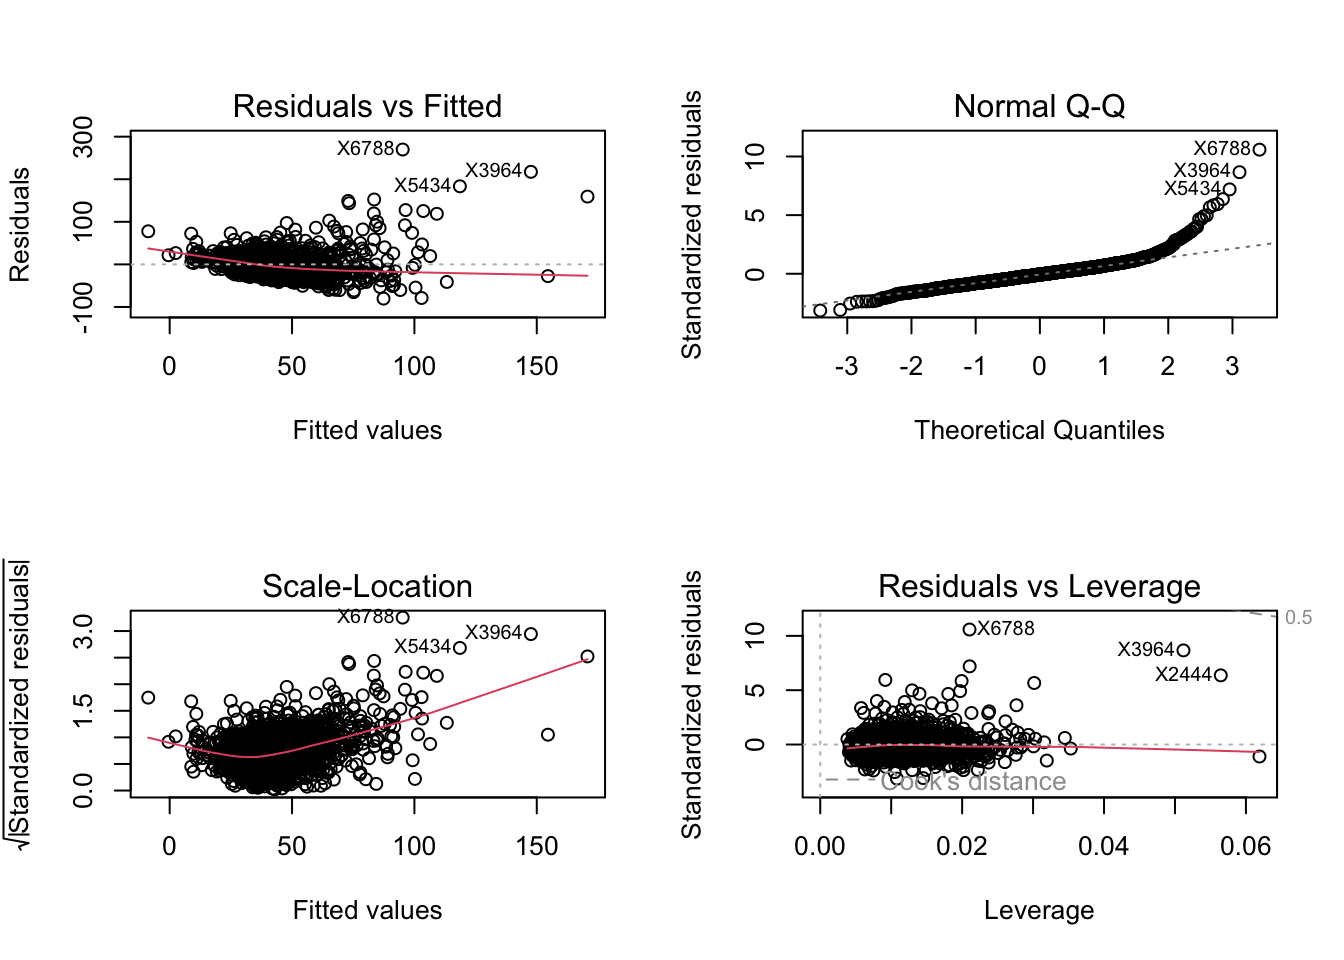 Residuals vs Fitted
Residuals
300
100
-100
X6788
X3964
X5434
0 50 100 150
Fitted values
Normal Q-Q
Standardized residuals
10
5
0
X6788
X3964
X5434
-3 -2 -1 0 1 2 3
Theoretical Quantiles
Scale-Location
√|Standardized residuals|
3.0
1.5
0.0
X6788
X3964
X5434
0 50 100 150
Fitted values
Residuals vs Leverage
Standardized residuals
10
5
0
0.5
X6788
X3964
X2444
Cook's distance
0.00 0.02 0.04 0.06
Leverage